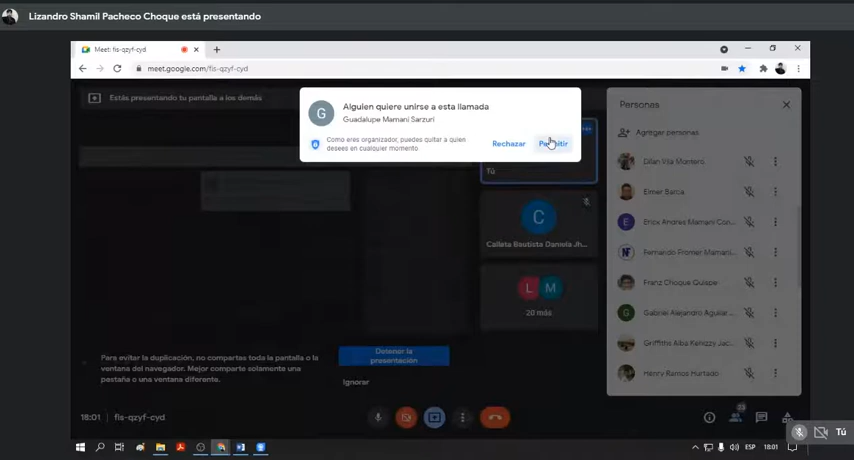 Lizandro Shamil Pacheco Choque está presentando
Meet: fis-qzyf-cyd
meet.google.com/fis-qzyf-cyd
Estás presentando tu pantalla a los demás
Alguien quiere unirse a esta llamada
G
Guadalupe Mamani Sarzuri
Como eres organizador, puedes quitar a quien
desees en cualquier momento
Rechazar
Permitir
Tú
C
Callata Bautista Daniela Jh...
L M
20 más
Personas
Agregar personas
Dilan Vila Montero
Elmer Barca
E
Erick Andres Mamani Con...
NF
Fernando Fromer Mamani...
Franz Choque Quispe
G
Gabriel Alejandro Aguilar...
Griffiths Alba Kenazzy Jac...
Henry Ramos Hurtado
Para evitar la duplicación, no compartas toda la pantalla o la
ventana del navegador. Mejor comparte solamente una
pestaña o una ventana diferente.
Detener la
presentación
Ignorar
18:01 fis-qzyf-cyd
23
Tú
ESP 18:01